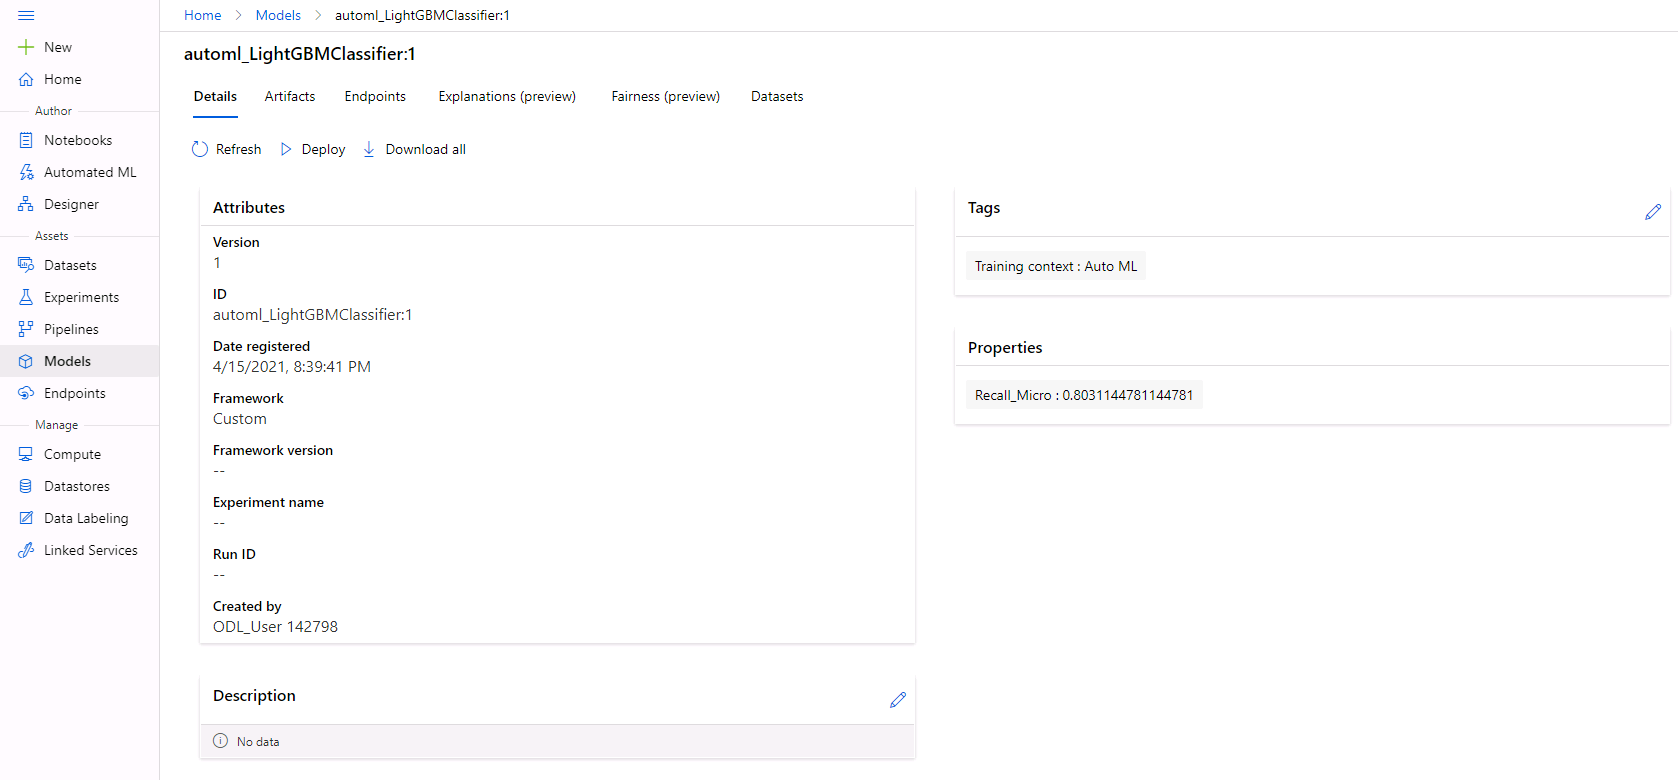 Home > Models > automl_LightGBMClassifier:1
New
Home
Author
Notebooks
Automated ML
Designer
Assets
Datasets
Experiments
Pipelines
Models
Endpoints
Manage
Compute
Datastores
Data Labeling
Linked Services
automl_LightGBMClassifier:1
Details Artifacts Endpoints Explanations (preview) Fairness (preview) Datasets
Refresh Deploy Download all
Attributes
Version
1
ID
automl_LightGBMClassifier:1
Date registered
4/15/2021, 8:39:41 PM
Framework
Custom
Framework version
--
Experiment name
--
Run ID
--
Created by
ODL_User 142798
Description
No data
Tags
Training context : Auto ML
Properties
Recall_Micro : 0.8031144781144781